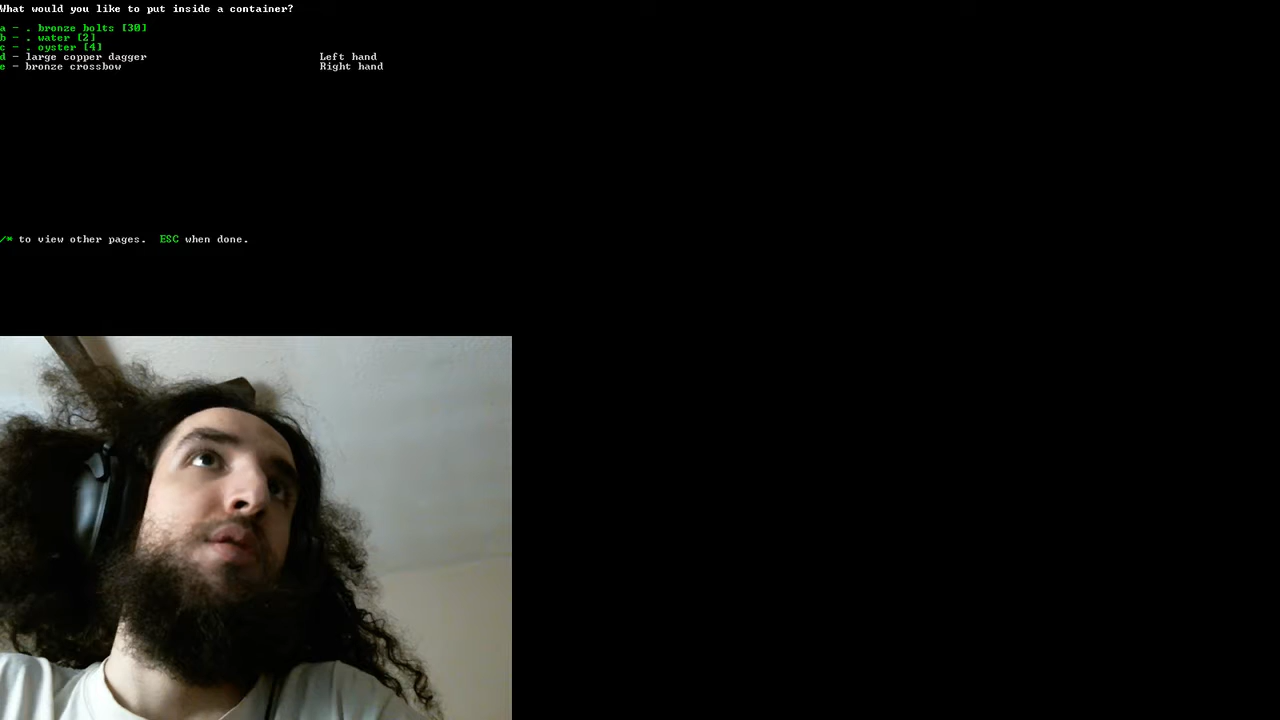 What would you like to put inside a container?
a - . bronze bolts [30]
b - . water [2]
c - . oyster [4]
d - large copper dagger Left hand
e - bronze crossbow Right hand
/* to view other pages. ESC when done.